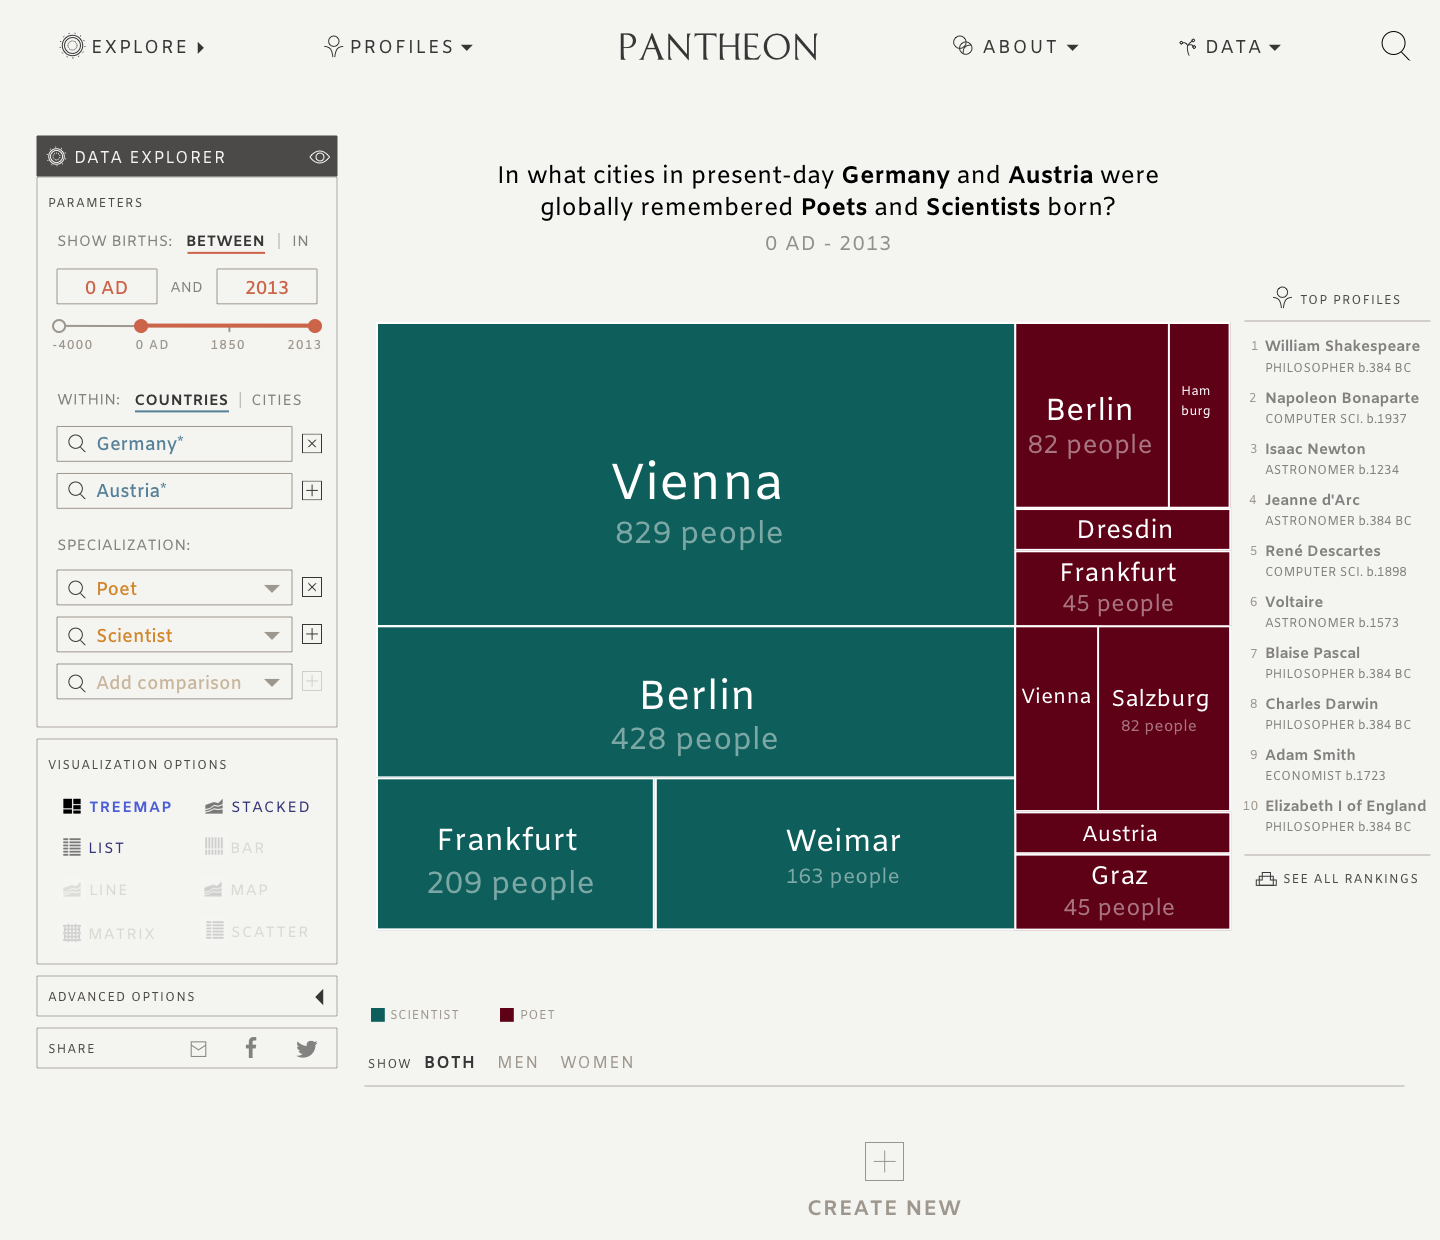 EXPLORE
PROFILES
PANTHEON
ABOUT
DATA
DATA EXPLORER
PARAMETERS
SHOW BIRTHS: BETWEEN | IN
0 AD AND 2013
-4000 0 AD 1850 2013
WITHIN: COUNTRIES | CITIES
Germany*
Austria*
SPECIALIZATION:
Poet
Scientist
Add comparison
VISUALIZATION OPTIONS
TREEMAP STACKED
LIST BAR
LINE MAP
MATRIX SCATTER
ADVANCED OPTIONS
SHARE
In what cities in present-day Germany and Austria were
globally remembered Poets and Scientists born?
0 AD - 2013
Vienna
829 people
Berlin
428 people
Frankfurt
209 people
Weimar
163 people
Berlin
82 people
Ham
burg
Dresdin
Frankfurt
45 people
Vienna
Salzburg
82 people
Austria
Graz
45 people
SCIENTIST POET
SHOW BOTH MEN WOMEN
CREATE NEW
TOP PROFILES
1 William Shakespeare
PHILOSOPHER b.384 BC
2 Napoleon Bonaparte
COMPUTER SCI. b.1937
3 Isaac Newton
ASTRONOMER b.1234
4 Jeanne d'Arc
ASTRONOMER b.384 BC
5 René Descartes
COMPUTER SCI. b.1898
6 Voltaire
ASTRONOMER b.1573
7 Blaise Pascal
PHILOSOPHER b.384 BC
8 Charles Darwin
PHILOSOPHER b.384 BC
9 Adam Smith
ECONOMIST b.1723
10 Elizabeth I of England
PHILOSOPHER b.384 BC
SEE ALL RANKINGS